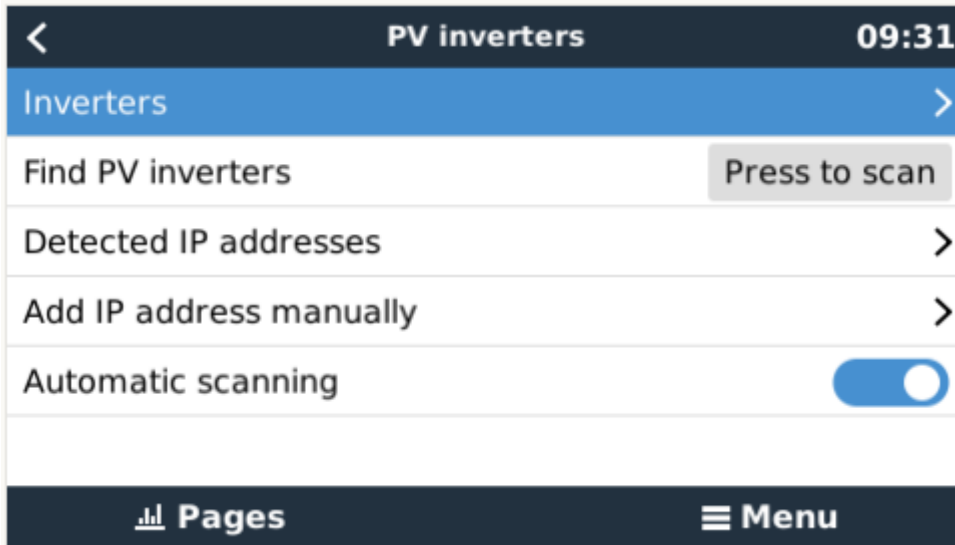 PV inverters 09:31
Inverters
Find PV inverters Press to scan
Detected IP addresses
Add IP address manually
Automatic scanning
Pages Menu